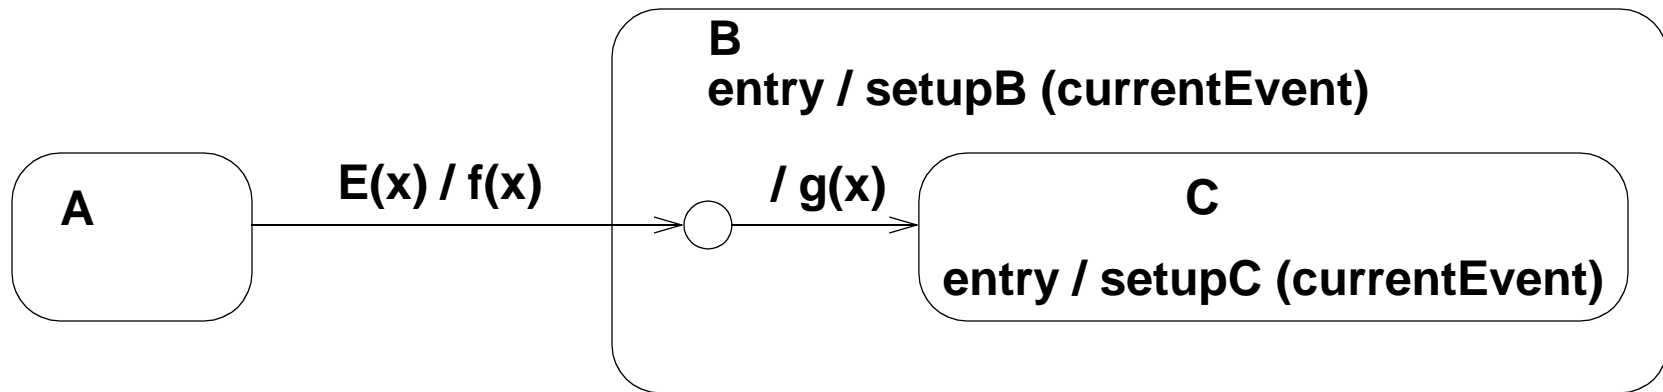 B
entry / setupB (currentEvent)
A
E(x) / f(x)
/ g(x)
C
entry / setupC (currentEvent)